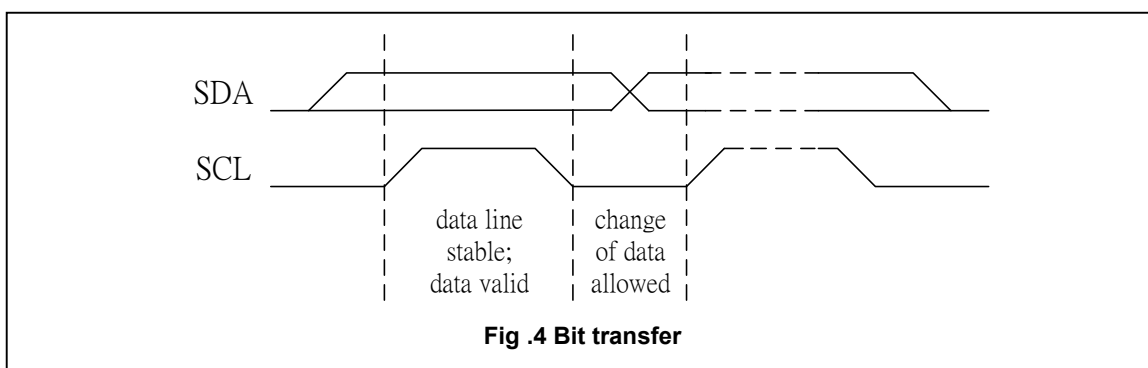 SDA
SCL
data line
stable;
data valid
change
of data
allowed
Fig .4 Bit transfer